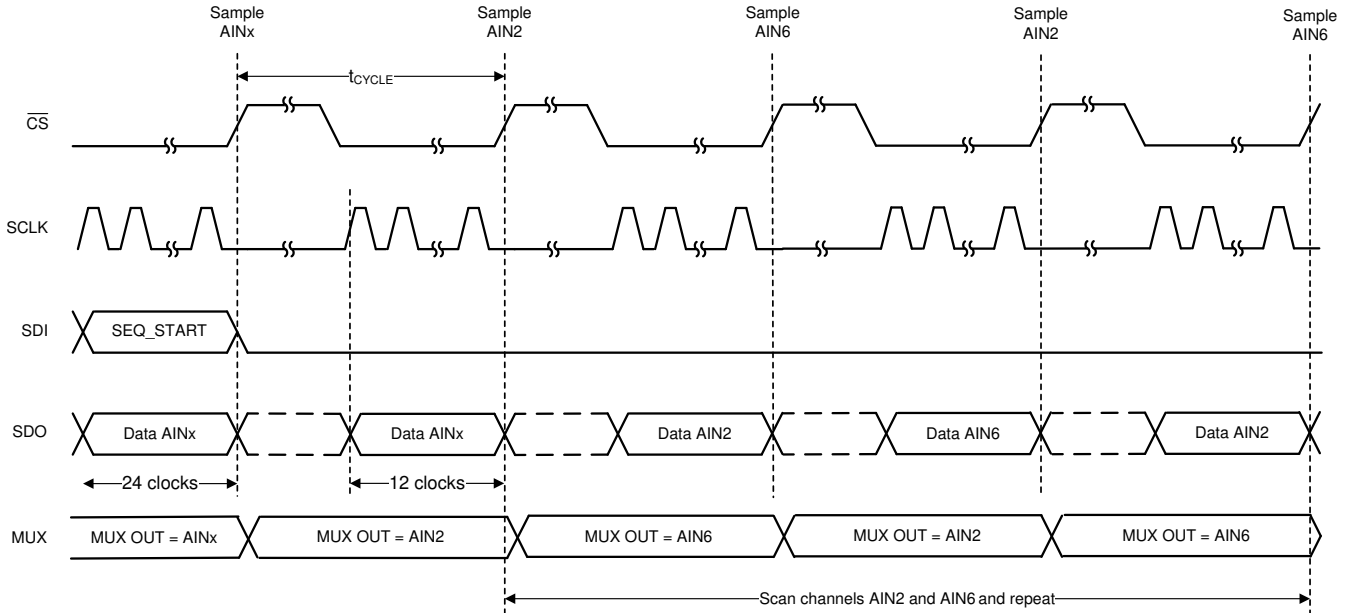 Sample
AINx
Sample
AIN2
Sample
AIN6
Sample
AIN2
Sample
AIN6
tCYCLE
CS
SCLK
SDI
SEQ_START
SDO
Data AINx
Data AINx
Data AIN2
Data AIN6
Data AIN2
24 clocks
12 clocks
MUX
MUX OUT = AINx
MUX OUT = AIN2
MUX OUT = AIN6
MUX OUT = AIN2
MUX OUT = AIN6
Scan channels AIN2 and AIN6 and repeat